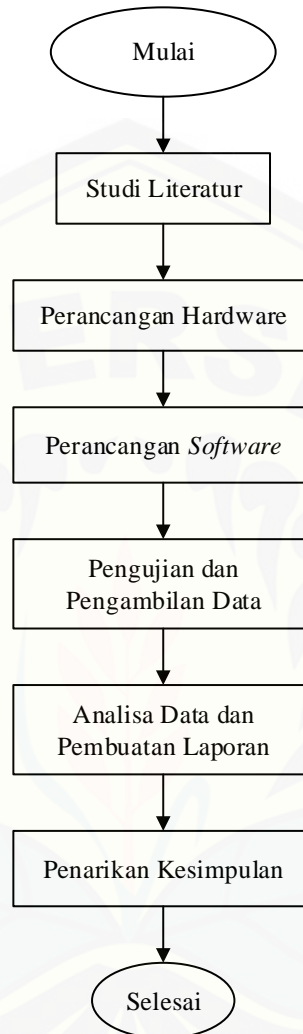 Mulai
Studi Literatur
Perancangan Hardware
Perancangan Software
Pengujian dan
Pengambilan Data
Analisa Data dan
Pembuatan Laporan
Penarikan Kesimpulan
Selesai